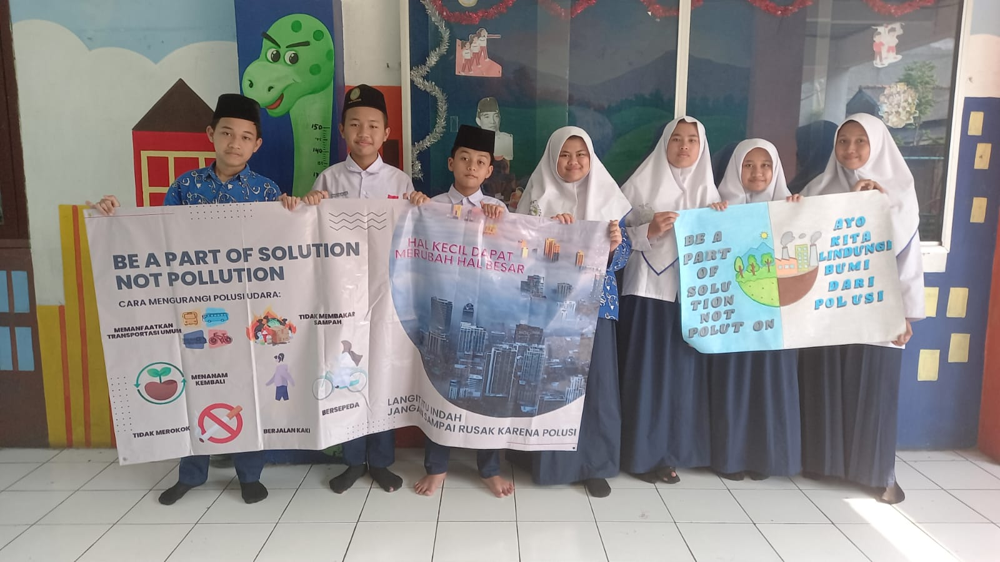 BE A PART OF SOLUTION
NOT POLLUTION
CARA MENGURANGI POLUSI UDARA:
MEMANFAATKAN
TRANSPORTASI UMUM
TIDAK MEMBAKAR
SAMPAH
MENANAM
KEMBALI
TIDAK MEROKOK
BERJALAN KAKI
BERSEPEDA
HAL KECIL DAPAT
MERUBAH HAL BESAR
LANGIT ITU INDAH
JANGAN SAMPAI RUSAK KARENA POLUSI
BE A
PART
OF
SOLU
TION
NOT
POLUT ON
AYO
KITA
LINDUNGI
BUMI
DARI
POLUSI
150
140